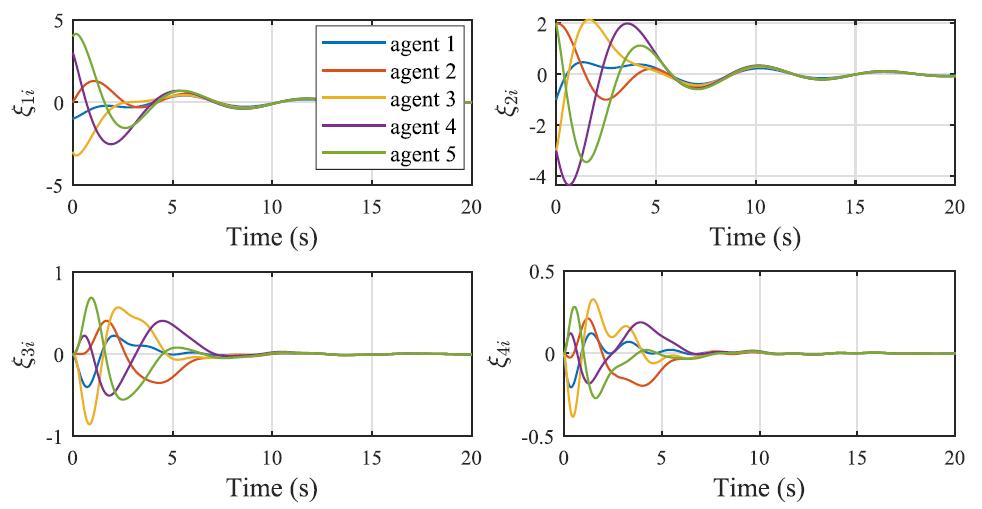 5
0
-5
ξ1i
0 5 10 15 20
Time (s)
agent 1
agent 2
agent 3
agent 4
agent 5
2
0
-2
-4
ξ2i
0 5 10 15 20
Time (s)
1
0
-1
ξ3i
0 5 10 15 20
Time (s)
0.5
0
-0.5
ξ4i
0 5 10 15 20
Time (s)